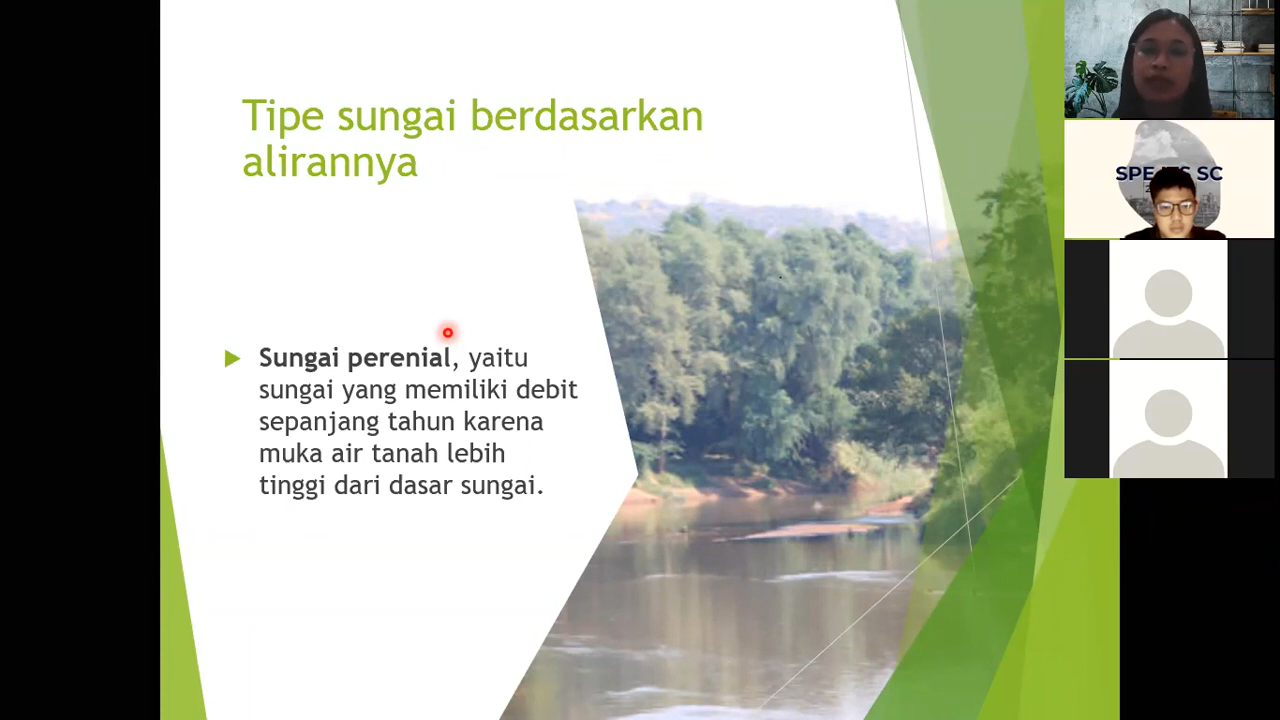 Tipe sungai berdasarkan
alirannya
Sungai perenial, yaitu
sungai yang memiliki debit
sepanjang tahun karena
muka air tanah lebih
tinggi dari dasar sungai.
SPE
SC